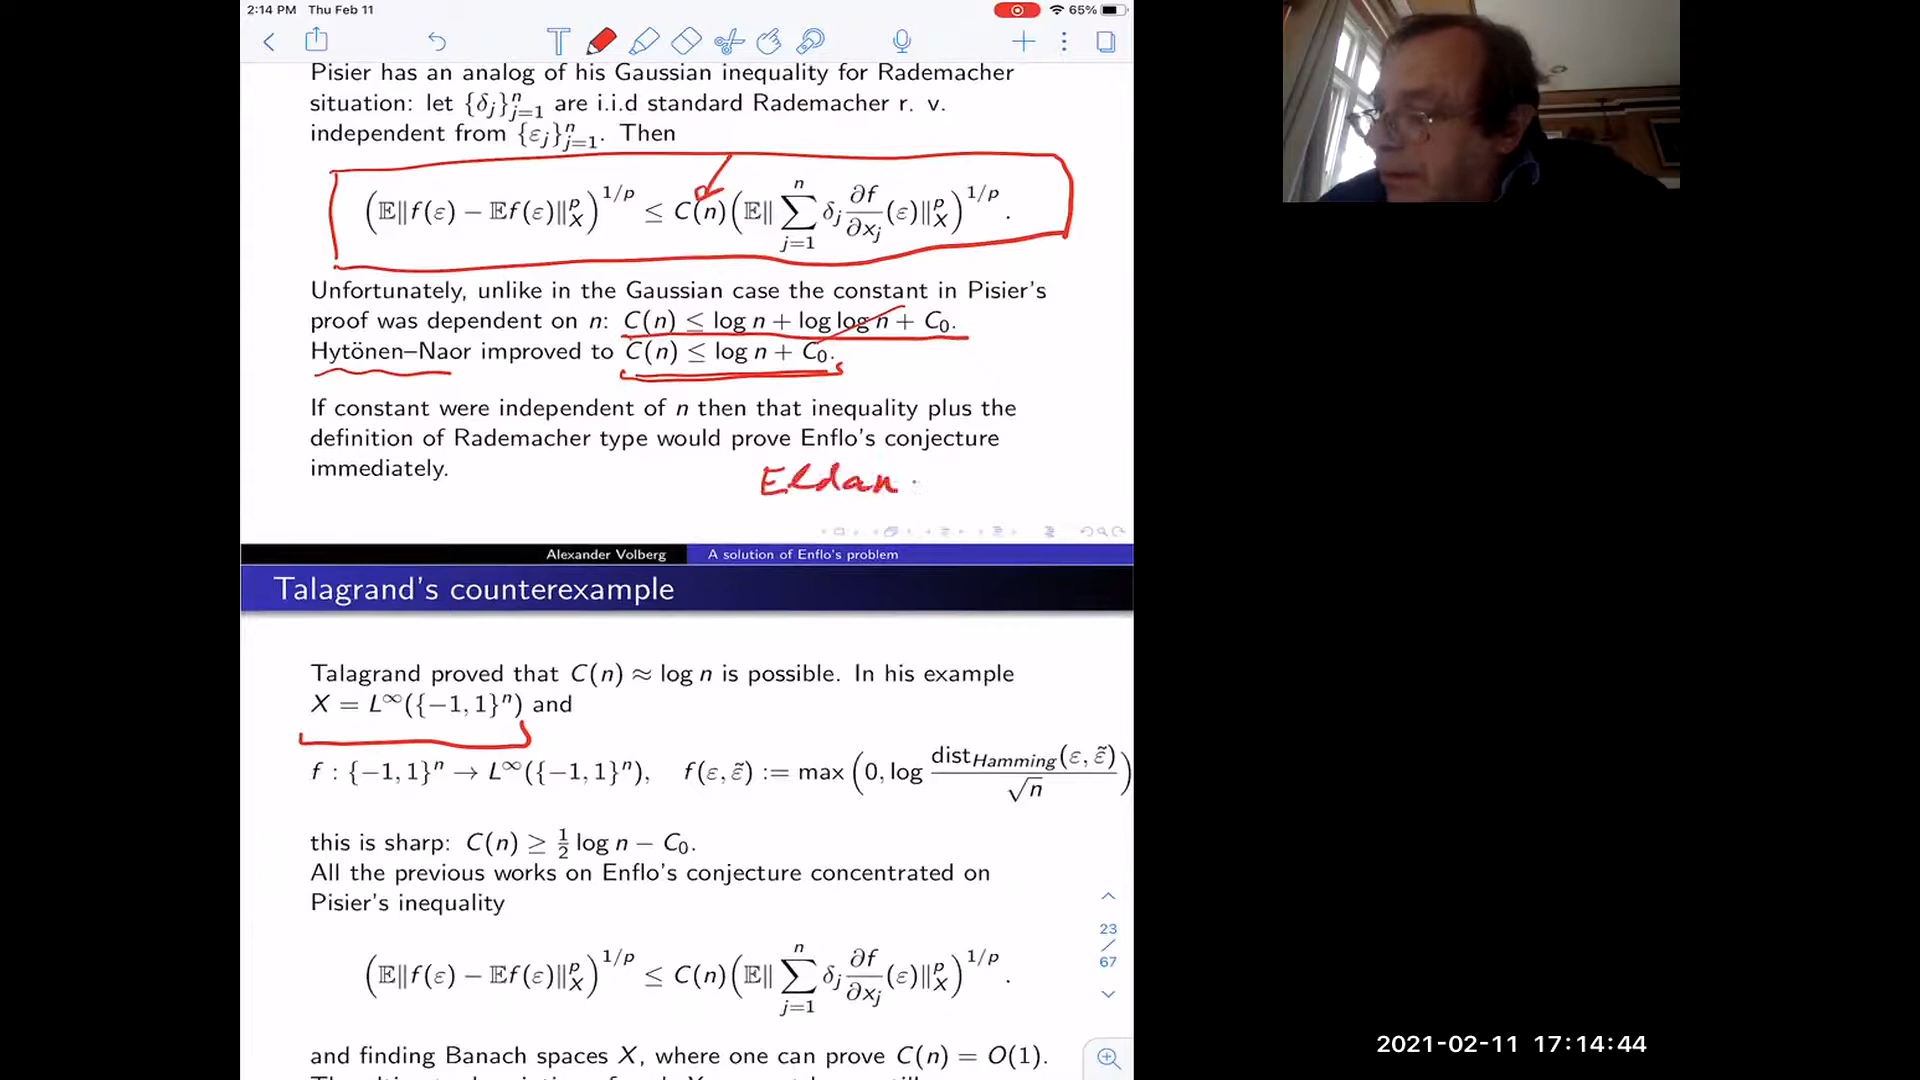 2:14 PM Thu Feb 11
65%
Pisier has an analog of his Gaussian inequality for Rademacher
situation: let {δ_j}_{j=1}^n are i.i.d standard Rademacher r. v.
independent from {ε_j}_{j=1}^n. Then
(𝔼‖f(ε) − 𝔼f(ε)‖_X^p)^{1/p} ≤ C(n)(𝔼‖ ∑_{j=1}^n δ_j ∂f/∂x_j (ε)‖_X^p)^{1/p}.
Unfortunately, unlike in the Gaussian case the constant in Pisier's
proof was dependent on n: C(n) ≤ log n + log log n + C_0.
Hytönen–Naor improved to C(n) ≤ log n + C_0.
If constant were independent of n then that inequality plus the
definition of Rademacher type would prove Enflo's conjecture
immediately.
Eldan
Alexander Volberg A solution of Enflo's problem
Talagrand's counterexample
Talagrand proved that C(n) ≈ log n is possible. In his example
X = L^∞({−1, 1}^n) and
f : {−1, 1}^n → L^∞({−1, 1}^n), f(ε, ε̃) := max(0, log dist_{Hamming}(ε, ε̃)/√n)
this is sharp: C(n) ≥ ½ log n − C_0.
All the previous works on Enflo's conjecture concentrated on
Pisier's inequality
(𝔼‖f(ε) − 𝔼f(ε)‖_X^p)^{1/p} ≤ C(n)(𝔼‖ ∑_{j=1}^n δ_j ∂f/∂x_j (ε)‖_X^p)^{1/p}.
and finding Banach spaces X, where one can prove C(n) = O(1).
23
/
67
2021-02-11 17:14:44